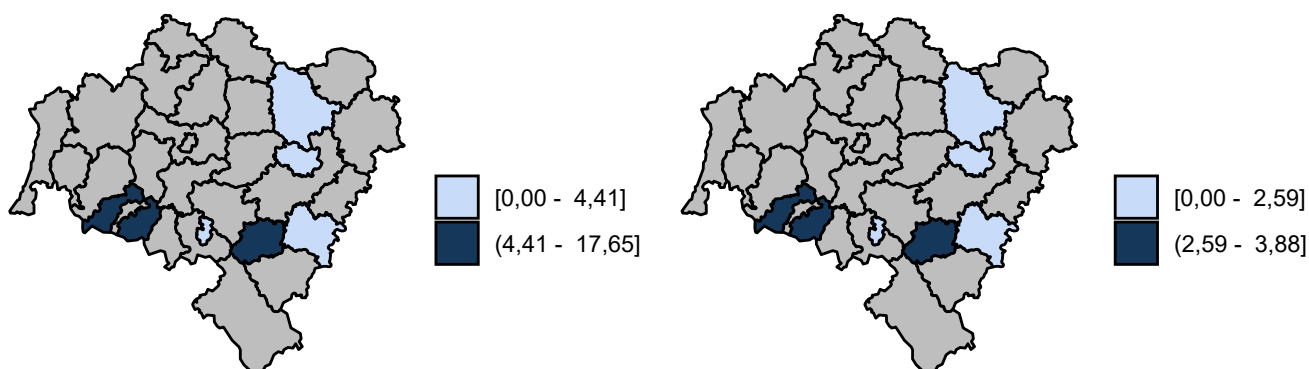 [0,00 -  4,41]
(4,41 -  17,65]
[0,00 -  2,59]
(2,59 -  3,88]